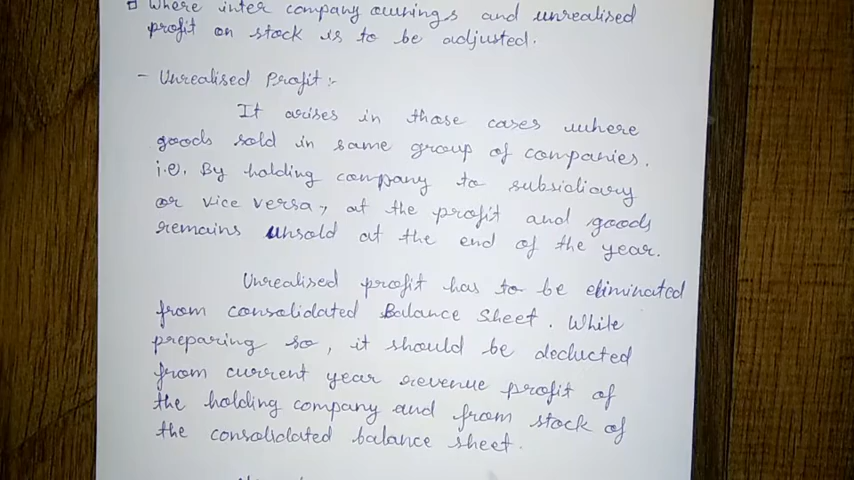 Where inter company ownings and unrealised
profit on stock is to be adjusted.
- Unrealised Profit :-
It arises in those cases where
goods sold in same group of companies.
i.e. By holding company to subsidiary
or vice versa, at the profit and goods
remains unsold at the end of the year.
Unrealised profit has to be eliminated
from consolidated Balance Sheet. While
preparing so, it should be deducted
from current year revenue profit of
the holding company and from stock of
the consolidated balance sheet.